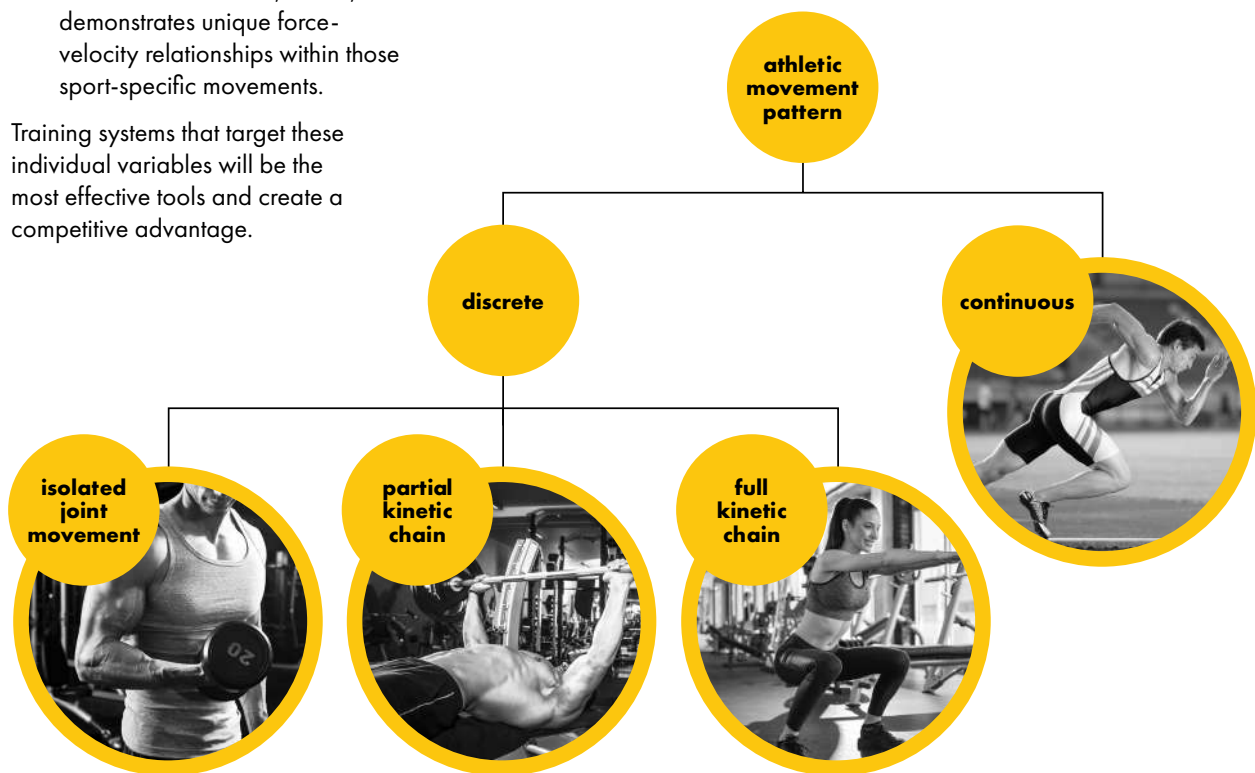 demonstrates unique force-
velocity relationships within those
sport-specific movements.
Training systems that target these
individual variables will be the
most effective tools and create a
competitive advantage.
athletic
movement
pattern
discrete
continuous
isolated
joint
movement
partial
kinetic
chain
full
kinetic
chain
20